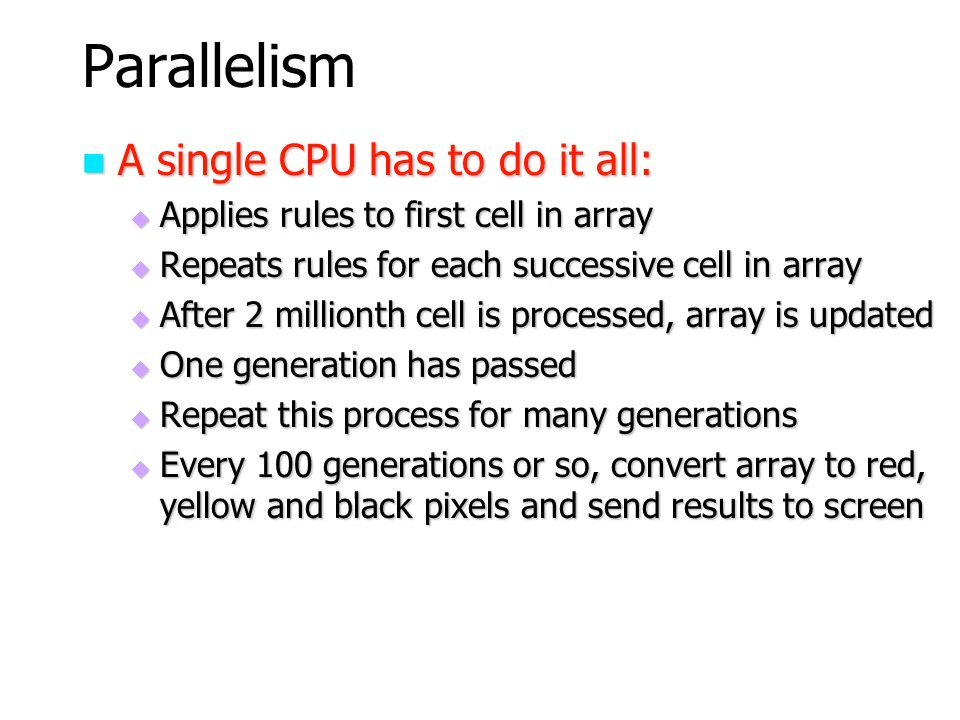 Parallelism
A single CPU has to do it all:
Applies rules to first cell in array
Repeats rules for each successive cell in array
After 2 millionth cell is processed, array is updated
One generation has passed
Repeat this process for many generations
Every 100 generations or so, convert array to red,
yellow and black pixels and send results to screen